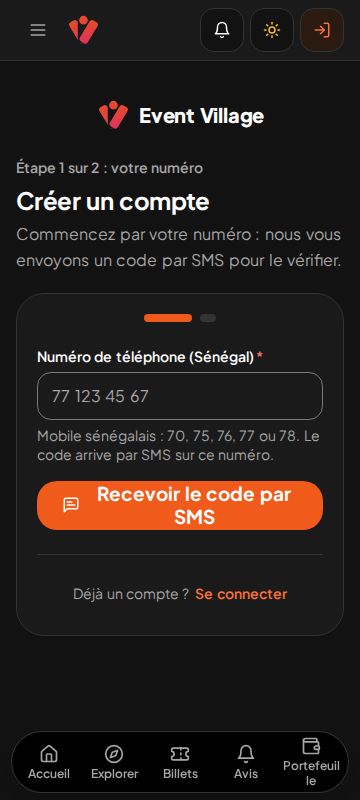 Event Village
Étape 1 sur 2 : votre numéro
Créer un compte
Commencez par votre numéro : nous vous
envoyons un code par SMS pour le vérifier.
Numéro de téléphone (Sénégal) *
77 123 45 67
Mobile sénégalais : 70, 75, 76, 77 ou 78. Le
code arrive par SMS sur ce numéro.
Recevoir le code par
SMS
Déjà un compte ? Se connecter
Accueil
Explorer
Billets
Avis
Portefeuil
le